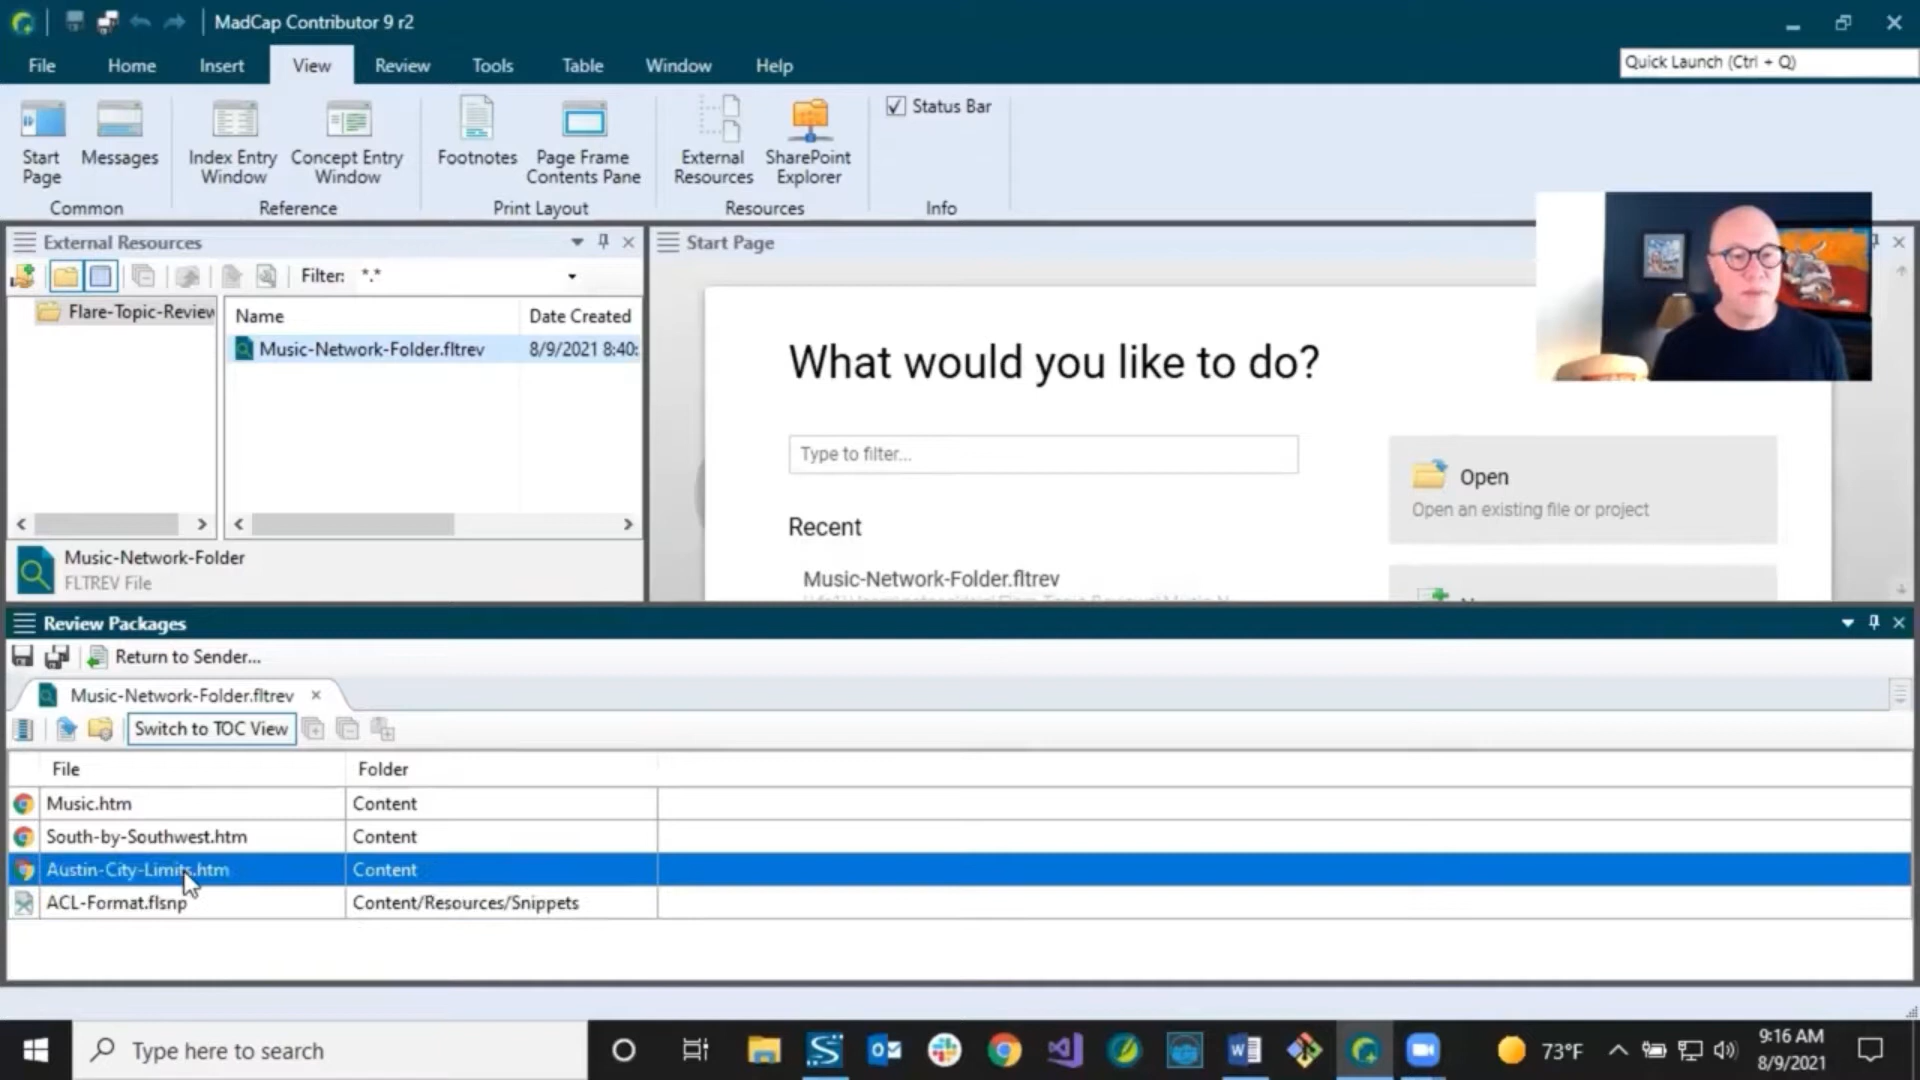 MadCap Contributor 9 r2
File Home Insert View Review Tools Table Window Help
Quick Launch (Ctrl + Q)
Start Page
Messages
Index Entry Window
Concept Entry Window
Footnotes
Page Frame Contents Pane
External Resources
SharePoint Explorer
Status Bar
Common
Reference
Print Layout
Resources
Info
External Resources
Filter: *.*
Flare-Topic-Review
Name Date Created
Music-Network-Folder.fltrev 8/9/2021 8:40:
Music-Network-Folder
FLTREV File
Start Page
What would you like to do?
Type to filter...
Recent
Music-Network-Folder.fltrev
Open
Open an existing file or project
Review Packages
Return to Sender...
Music-Network-Folder.fltrev
Switch to TOC View
File Folder
Music.htm Content
South-by-Southwest.htm Content
Austin-City-Limits.htm Content
ACL-Format.flsnp Content/Resources/Snippets
Type here to search
73°F
9:16 AM
8/9/2021